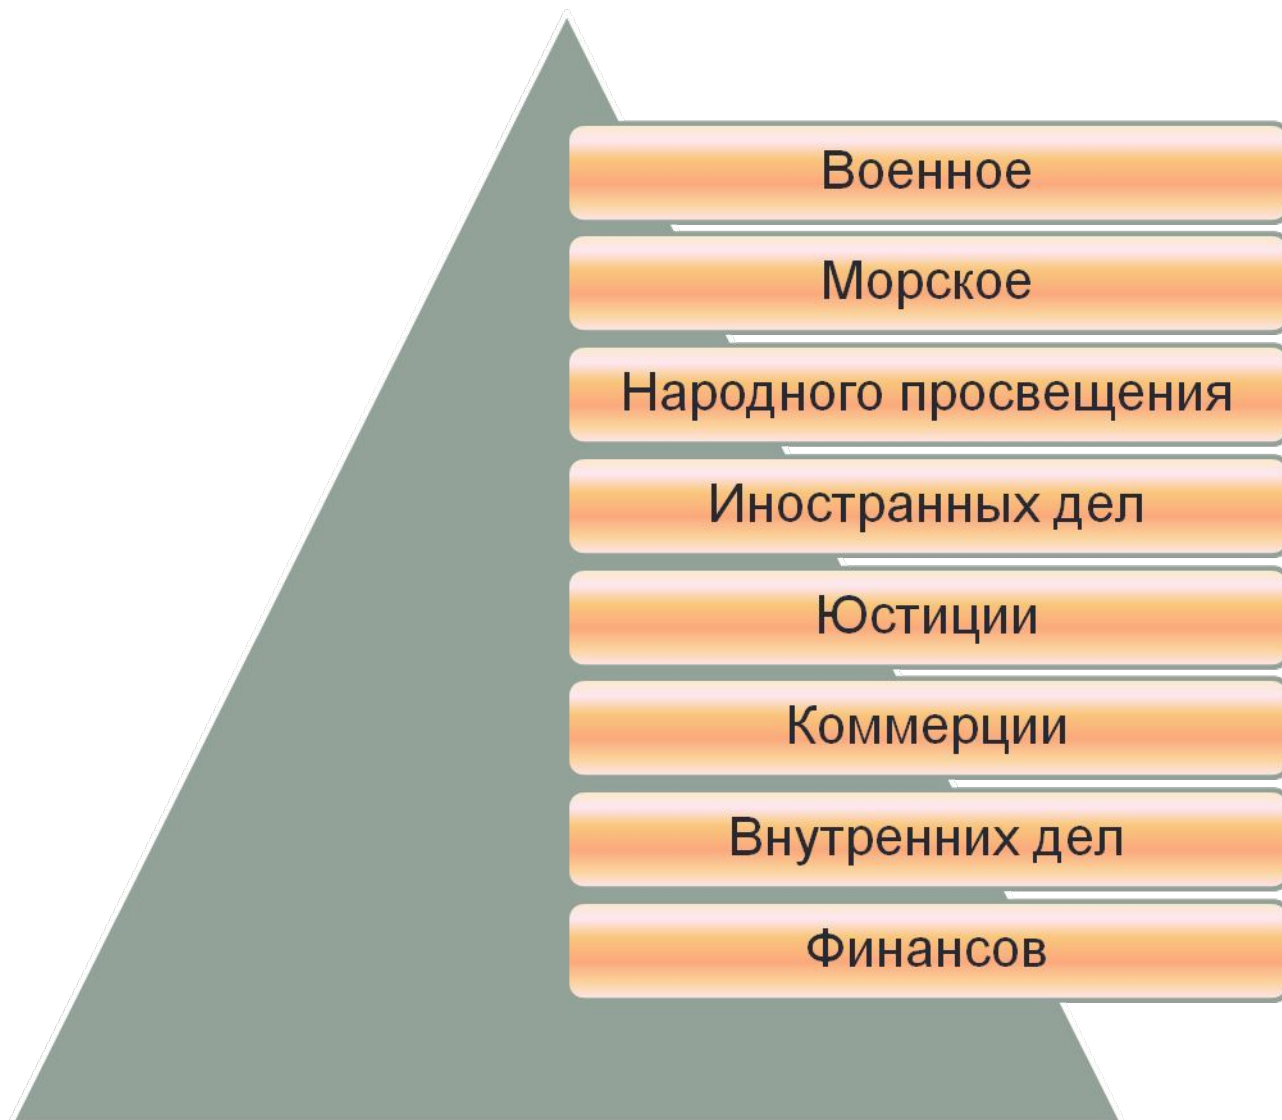 Военное
Морское
Народного просвещения
Иностранных дел
Юстиции
Коммерции
Внутренних дел
Финансов